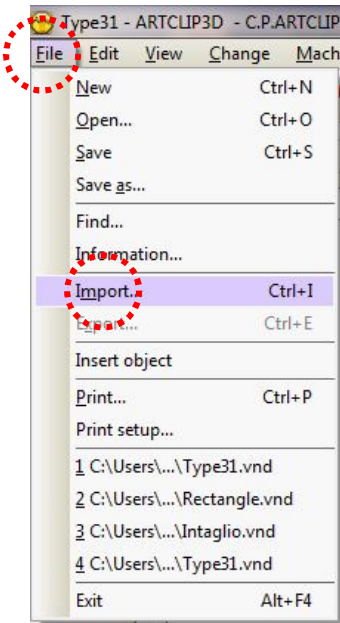 Type31 - ARTCLIP3D - C.P.ARTCLIP
File Edit View Change Mach
New Ctrl+N
Open... Ctrl+O
Save Ctrl+S
Save as...
Find...
Information...
Import... Ctrl+I
Export... Ctrl+E
Insert object
Print... Ctrl+P
Print setup...
1 C:\Users\...\Type31.vnd
2 C:\Users\...\Rectangle.vnd
3 C:\Users\...\Intaglio.vnd
4 C:\Users\...\Type31.vnd
Exit Alt+F4